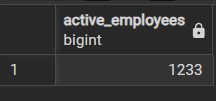 active_employees
bigint
1 1233